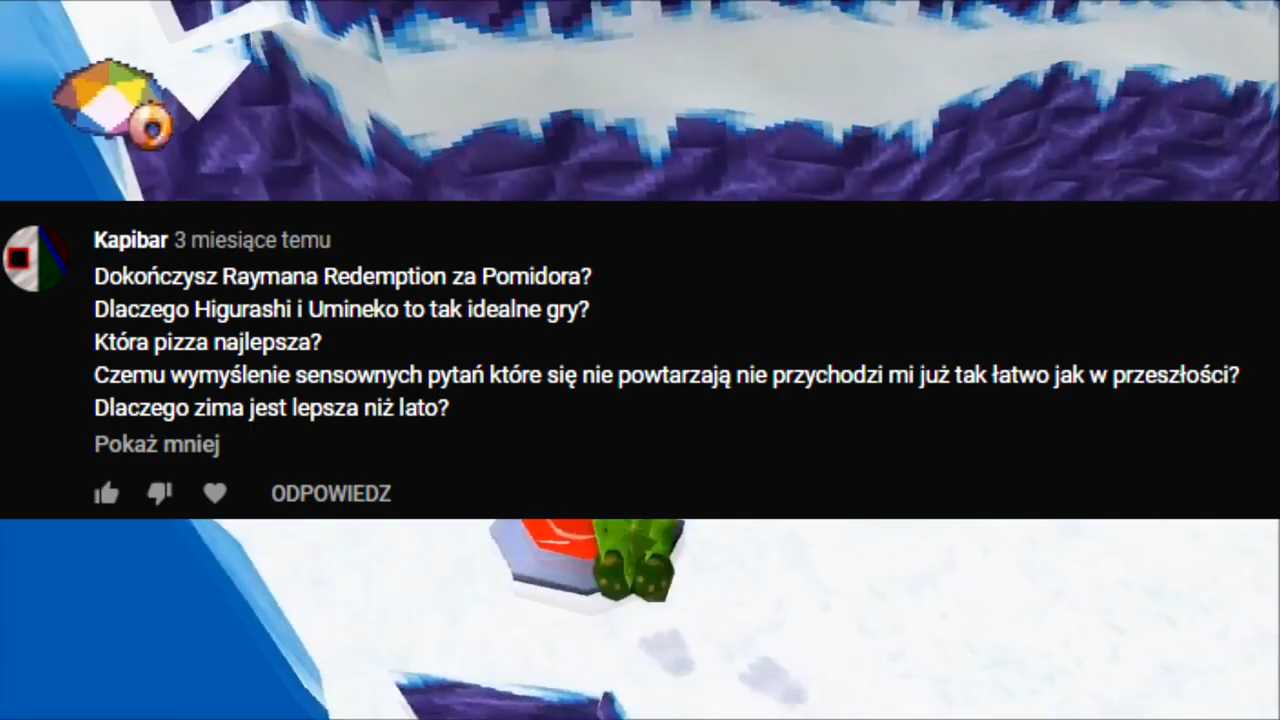 Kapibar 3 miesiące temu
Dokończysz Raymana Redemption za Pomidora?
Dlaczego Higurashi i Umineko to tak idealne gry?
Która pizza najlepsza?
Czemu wymyślenie sensownych pytań które się nie powtarzają nie przychodzi mi już tak łatwo jak w przeszłości?
Dlaczego zima jest lepsza niż lato?
Pokaż mniej
ODPOWIEDZ